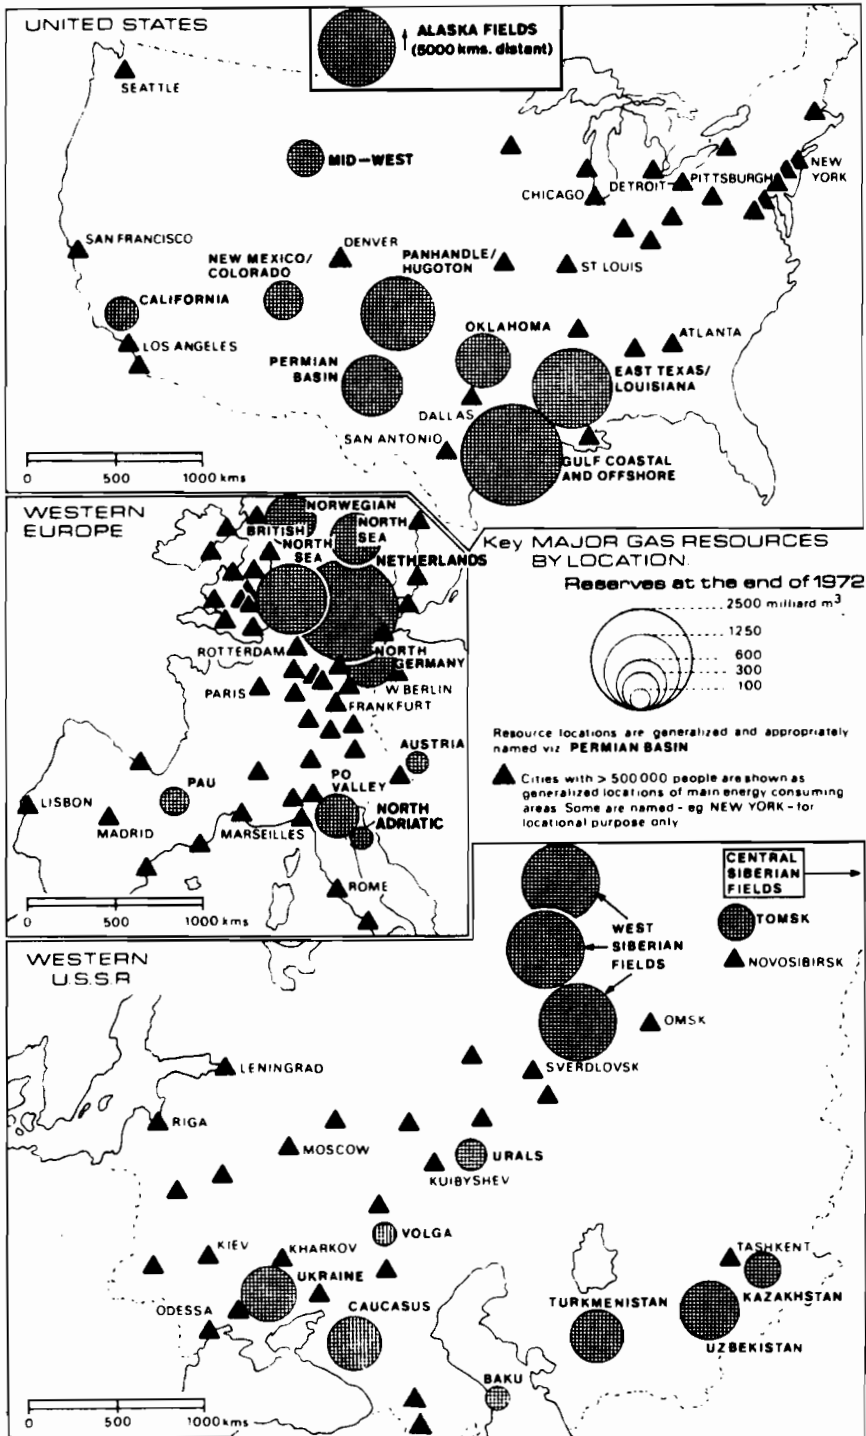 UNITED STATES
ALASKA FIELDS
(5000 kms. distant)
SEATTLE
MID-WEST
CHICAGO
DETROIT
PITTSBURGH
NEW
YORK
SAN FRANCISCO
NEW MEXICO/
COLORADO
DENVER
PANHANDLE/
HUGOTON
ST LOUIS
CALIFORNIA
LOS ANGELES
PERMIAN
BASIN
OKLAHOMA
ATLANTA
EAST TEXAS/
LOUISIANA
DALLAS
SAN ANTONIO
GULF COASTAL
AND OFFSHORE
0 500 1000 kms
WESTERN
EUROPE
NORWEGIAN
NORTH
SEA
BRITISH
NORTH
SEA
NETHERLANDS
ROTTERDAM
NORTH
GERMANY
PARIS
W.BERLIN
FRANKFURT
AUSTRIA
PAU
PO
VALLEY
LISBON
MADRID
MARSEILLES
NORTH
ADRIATIC
ROME
0 500 1000 kms
Key MAJOR GAS RESOURCES
BY LOCATION.
Reserves at the end of 1972
2500 milliard m³
1250
600
300
100
Resource locations are generalized and appropriately
named viz PERMIAN BASIN
Cities with > 500000 people are shown as
generalized locations of main energy consuming
areas Some are named - eg NEW YORK - for
locational purpose only
WESTERN
U.S.S.R
CENTRAL
SIBERIAN
FIELDS
TOMSK
WEST
SIBERIAN
FIELDS
NOVOSIBIRSK
OMSK
SVERDLOVSK
LENINGRAD
RIGA
MOSCOW
URALS
KUIBYSHEV
VOLGA
KIEV
KHARKOV
UKRAINE
TASHKENT
KAZAKHSTAN
ODESSA
CAUCASUS
TURKMENISTAN
UZBEKISTAN
BAKU
0 500 1000 kms